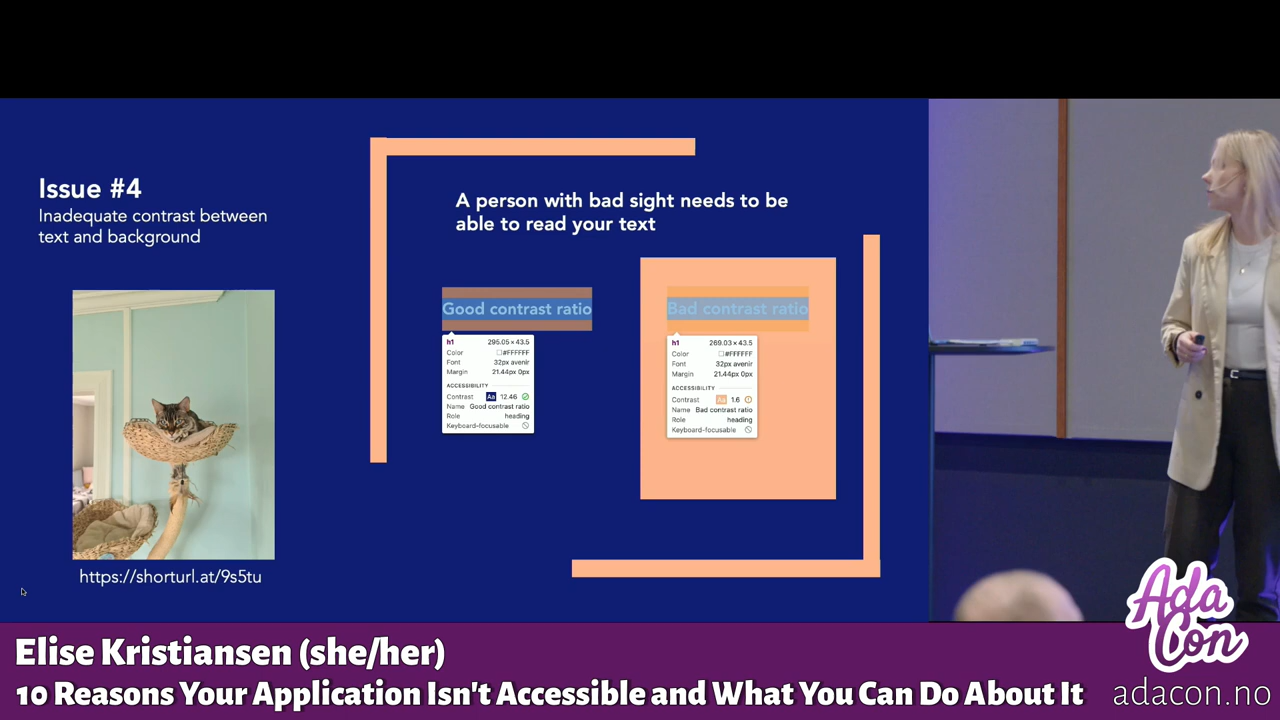 Issue #4
Inadequate contrast between
text and background
https://shorturl.at/9s5tu
A person with bad sight needs to be
able to read your text
Good contrast ratio
h1 295.05 × 43.5
Color #FFFFFF
Font 32px avenir
Margin 21.44px 0px
ACCESSIBILITY
Contrast Aa 12.46
Name Good contrast ratio
Role heading
Keyboard-focusable
Bad contrast ratio
h1 269.03 × 43.5
Color #FFFFFF
Font 32px avenir
Margin 21.44px 0px
ACCESSIBILITY
Contrast Aa 1.6
Name Bad contrast ratio
Role heading
Keyboard-focusable
Ada
Con
Elise Kristiansen (she/her)
10 Reasons Your Application Isn't Accessible and What You Can Do About It
adacon.no